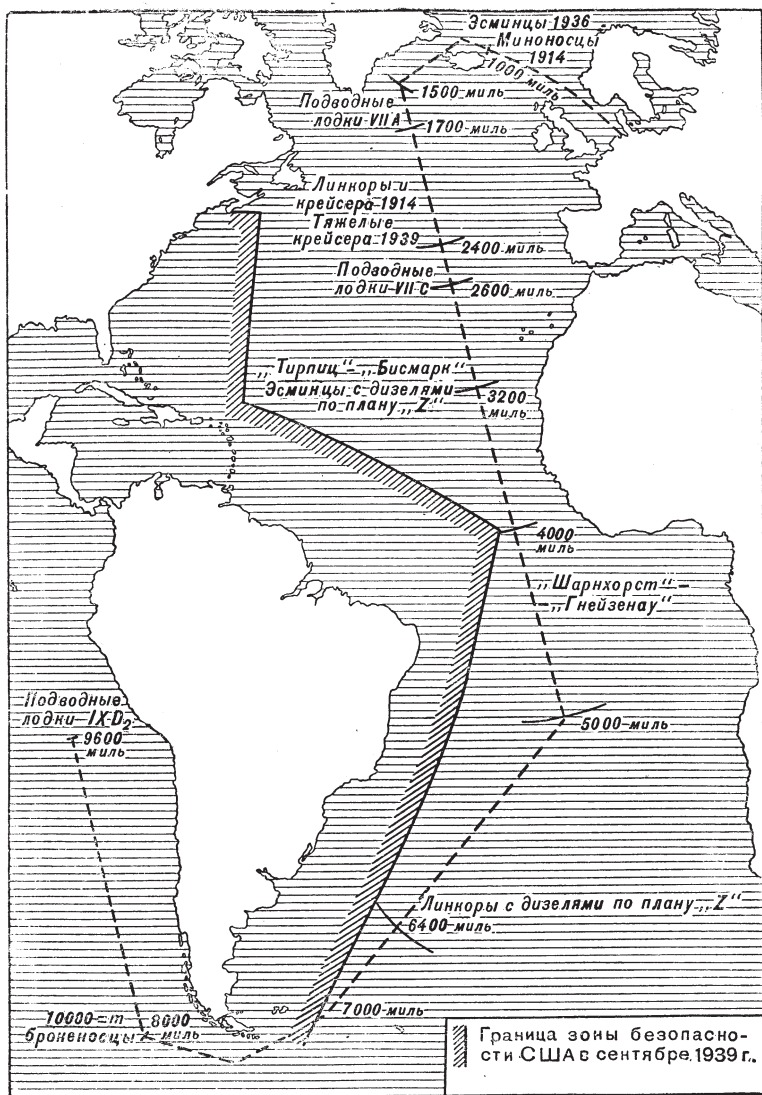 Эсминцы 1936
Миноносцы
1914
1000 миль
1500 миль
Подводные
лодки VII A
1700 миль
Линкоры и
крейсера 1914
Тяжелые
крейсера 1939
2400 миль
Подводные
лодки VII C
2600 миль
„Тирпиц“-„Бисмарк“
Эсминцы с дизелями
по плану „Z“
3200
миль
4000
миль
„Шарнхорст“-
-„Гнейзенау“
Подводные
лодки IX-D2
9600
миль
5000 миль
Линкоры с дизелями по плану „Z“
6400
миль
7000 миль
10000=т
броненосцы
8000
миль
Граница зоны безопасно-
сти США в сентябре 1939 г.